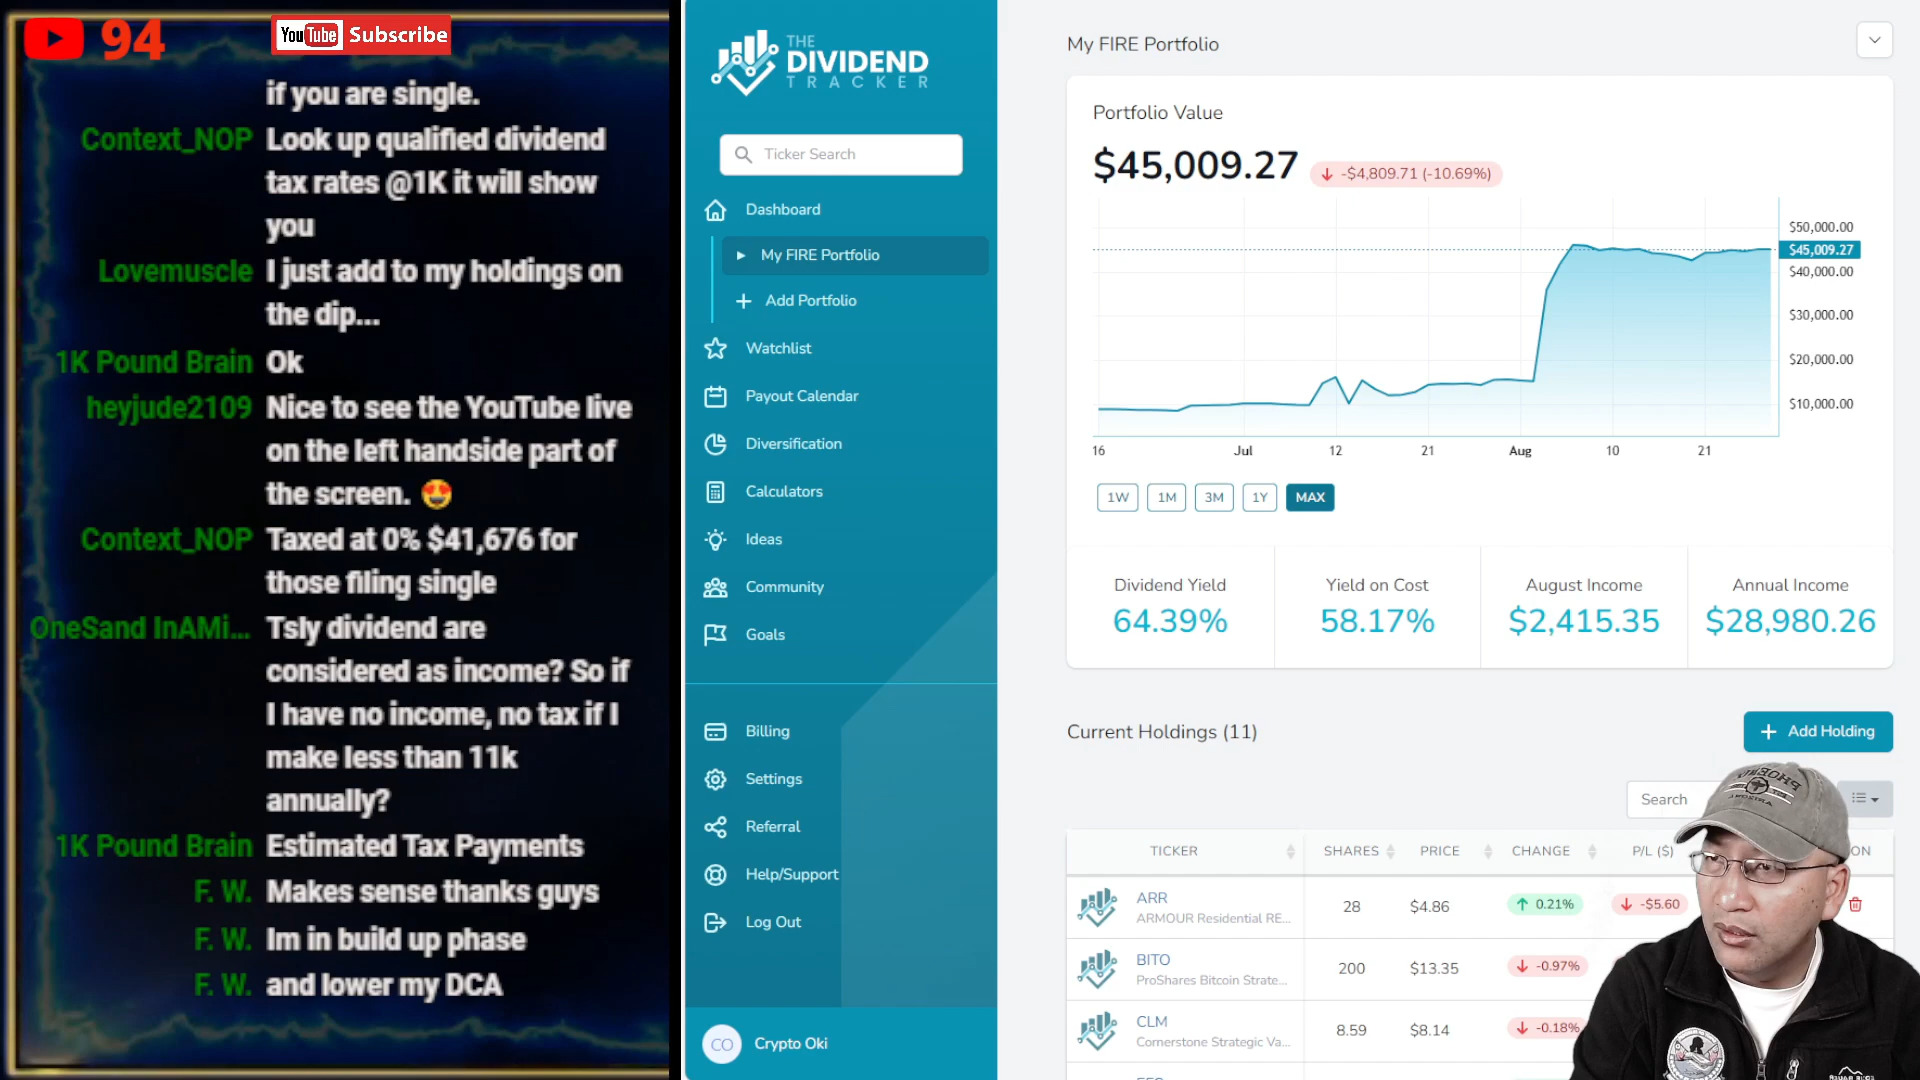 94
YouTube Subscribe
if you are single.
Context_NOP Look up qualified dividend
tax rates @1K it will show
you
Lovemuscle I just add to my holdings on
the dip...
1K Pound Brain Ok
heyjude2109 Nice to see the YouTube live
on the left handside part of
the screen. 😍
Context_NOP Taxed at 0% $41,676 for
those filing single
OneSand InAMi... Tsly dividend are
considered as income? So if
I have no income, no tax if I
make less than 11k
annually?
1K Pound Brain Estimated Tax Payments
F. W. Makes sense thanks guys
F. W. Im in build up phase
F. W. and lower my DCA
THE
DIVIDEND
TRACKER
Ticker Search
Dashboard
My FIRE Portfolio
Add Portfolio
Watchlist
Payout Calendar
Diversification
Calculators
Ideas
Community
Goals
Billing
Settings
Referral
Help/Support
Log Out
CO Crypto Oki
My FIRE Portfolio
Portfolio Value
$45,009.27 -$4,809.71 (-10.69%)
$50,000.00
$45,009.27
$40,000.00
$30,000.00
$20,000.00
$10,000.00
16 Jul 12 21 Aug 10 21
1W 1M 3M 1Y MAX
Dividend Yield Yield on Cost August Income Annual Income
64.39% 58.17% $2,415.35 $28,980.26
Current Holdings (11) Add Holding
Search
TICKER SHARES PRICE CHANGE P/L ($) ON
ARR 28 $4.86 0.21% -$5.60
ARMOUR Residential RE...
BITO 200 $13.35 -0.97%
ProShares Bitcoin Strate...
CLM 8.59 $8.14 -0.18%
Cornerstone Strategic Va...